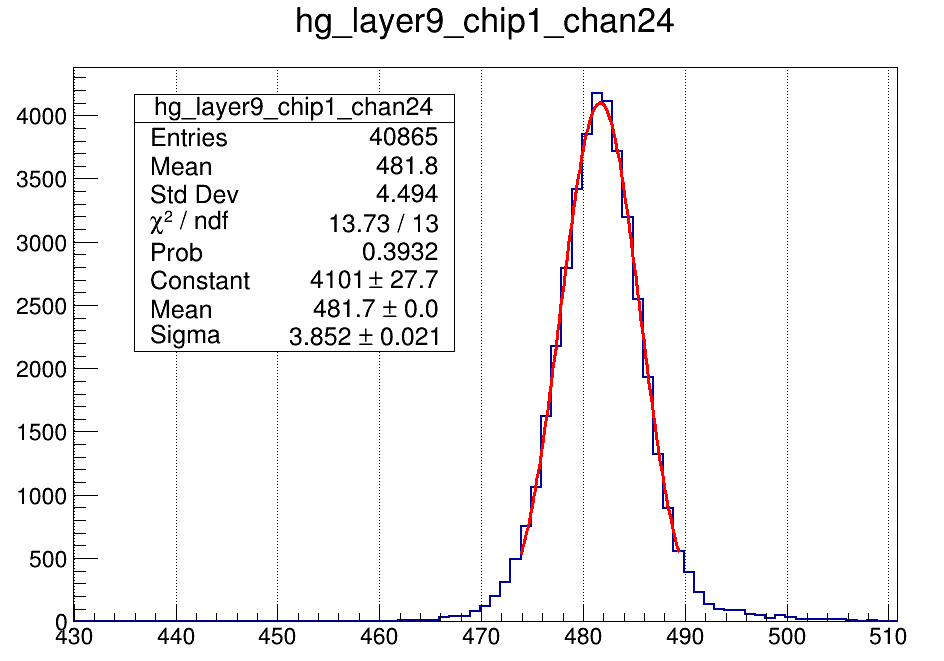 hg_layer9_chip1_chan24
hg_layer9_chip1_chan24
Entries 40865
Mean 481.8
Std Dev 4.494
χ² / ndf 13.73 / 13
Prob 0.3932
Constant 4101 ± 27.7
Mean 481.7 ± 0.0
Sigma 3.852 ± 0.021
4000
3500
3000
2500
2000
1500
1000
500
0
430 440 450 460 470 480 490 500 510